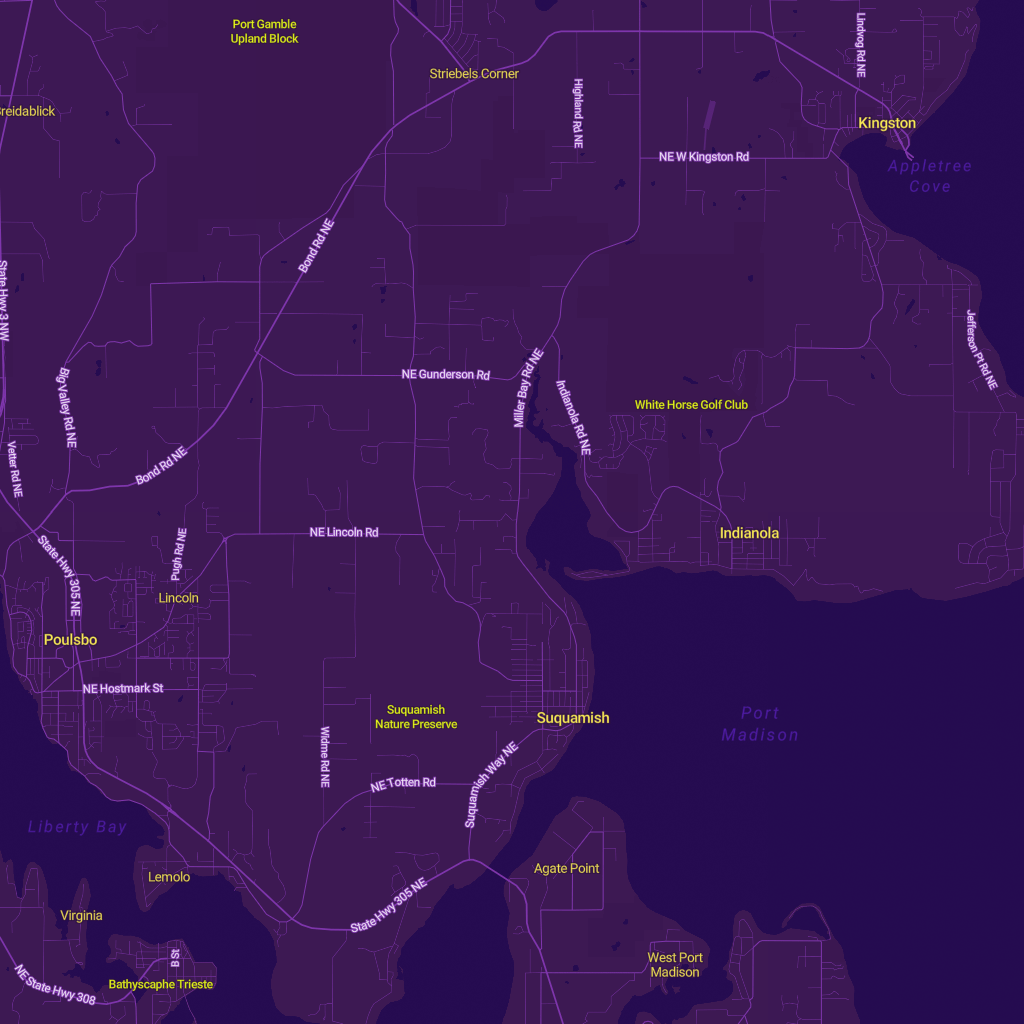 Port Gamble
Upland Block
Lindvog Rd NE
Striebels Corner
Highland Rd NE
Breidablick
Kingston
NE W Kingston Rd
Appletree
Cove
Bond Rd NE
State Hwy 3 NW
Jefferson Pt Rd NE
Miller Bay Rd NE
NE Gunderson Rd
Big Valley Rd NE
Indianola Rd NE
White Horse Golf Club
Vetter Rd NE
Bond Rd NE
NE Lincoln Rd
Indianola
Pugh Rd NE
State Hwy 305 NE
Lincoln
Poulsbo
NE Hostmark St
Suquamish
Nature Preserve
Suquamish
Port
Madison
Widme Rd NE
Suquamish Way NE
NE Totten Rd
Liberty Bay
Agate Point
Lemolo
State Hwy 305 NE
Virginia
B St
West Port
Madison
NE State Hwy 308
Bathyscaphe Trieste